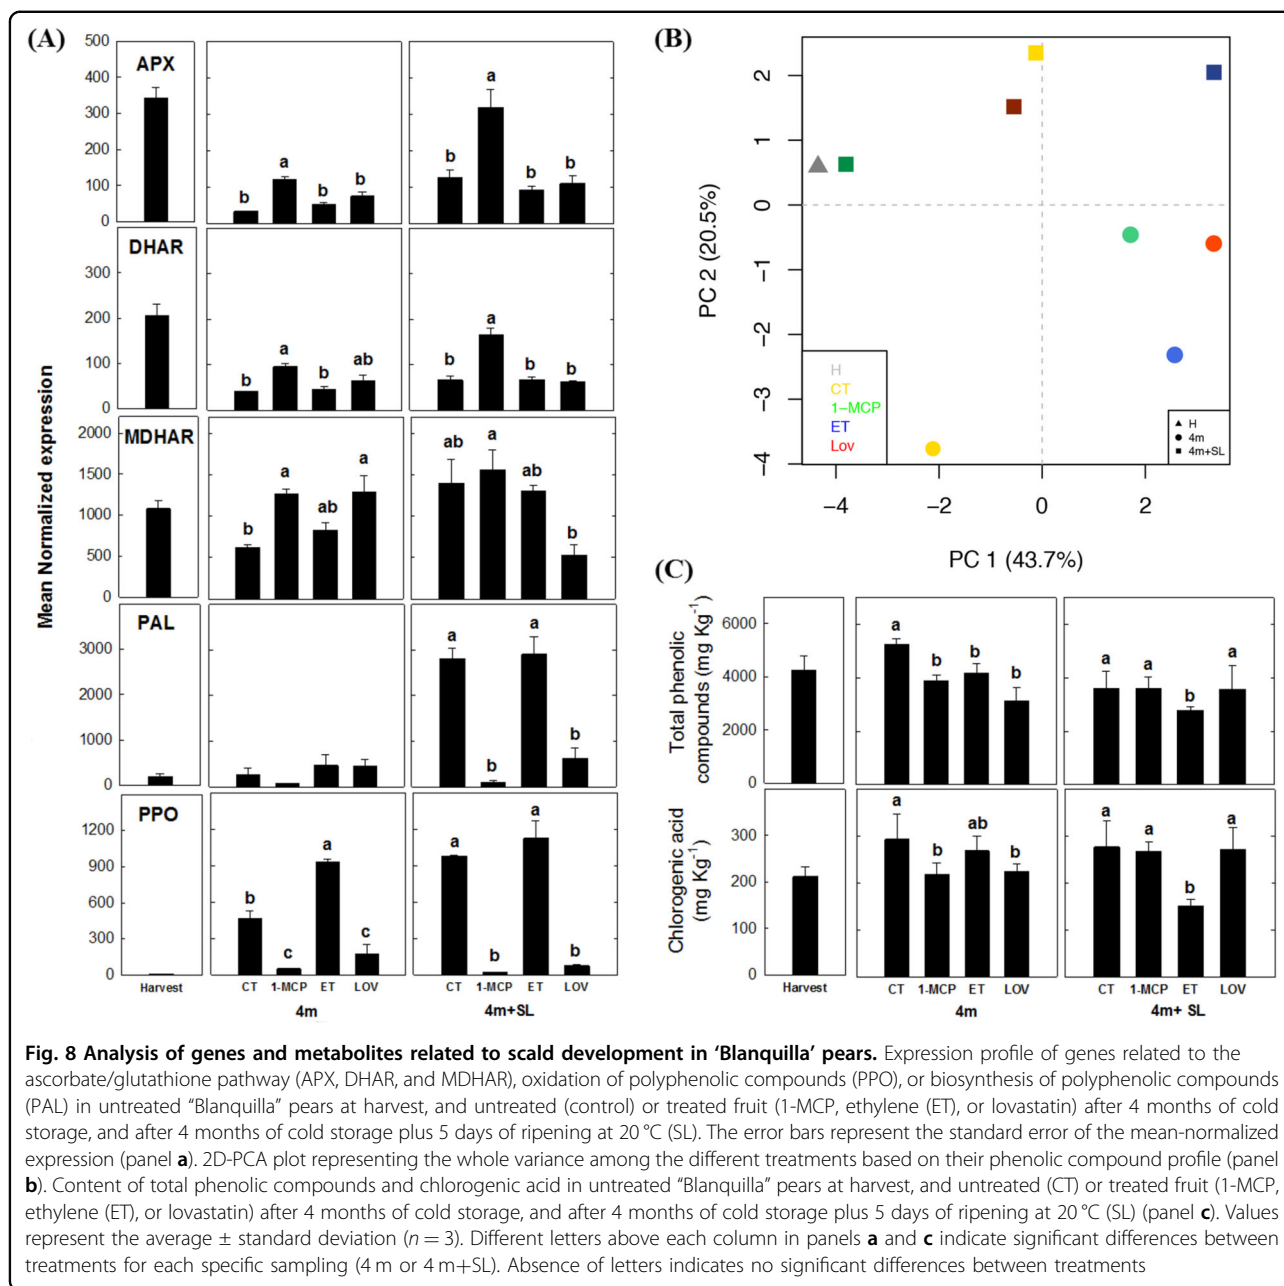 (A)
Mean Normalized expression
500
400
300
200
100
0
APX
b
a
b
b
b
a
b
b
300
200
100
0
DHAR
b
a
b
ab
b
a
b
b
2000
1500
1000
500
0
MDHAR
b
a
ab
a
ab
a
ab
b
3000
2000
1000
0
PAL
a
b
a
b
1200
900
600
300
0
PPO
b
c
a
c
a
b
a
b
Harvest
CT 1-MCP ET LOV
4m
CT 1-MCP ET LOV
4m+SL
(B)
PC 2 (20.5%)
2
1
0
−1
−2
−3
−4
H
CT
1−MCP
ET
Lov
H
4m
4m+SL
−4 −2 0 2
PC 1 (43.7%)
(C)
Total phenolic
compounds (mg Kg-1)
6000
4000
2000
0
a
b
b
b
a
a
b
a
Chlorogenic acid
(mg Kg-1)
300
200
100
0
a
b
ab
b
a
a
b
a
Harvest
CT 1-MCP ET LOV
4m
CT 1-MCP ET LOV
4m+ SL
Fig. 8 Analysis of genes and metabolites related to scald development in ‘Blanquilla’ pears. Expression profile of genes related to the
ascorbate/glutathione pathway (APX, DHAR, and MDHAR), oxidation of polyphenolic compounds (PPO), or biosynthesis of polyphenolic compounds
(PAL) in untreated “Blanquilla” pears at harvest, and untreated (control) or treated fruit (1-MCP, ethylene (ET), or lovastatin) after 4 months of cold
storage, and after 4 months of cold storage plus 5 days of ripening at 20 °C (SL). The error bars represent the standard error of the mean-normalized
expression (panel a). 2D-PCA plot representing the whole variance among the different treatments based on their phenolic compound profile (panel
b). Content of total phenolic compounds and chlorogenic acid in untreated “Blanquilla” pears at harvest, and untreated (CT) or treated fruit (1-MCP,
ethylene (ET), or lovastatin) after 4 months of cold storage, and after 4 months of cold storage plus 5 days of ripening at 20 °C (SL) (panel c). Values
represent the average ± standard deviation (n = 3). Different letters above each column in panels a and c indicate significant differences between
treatments for each specific sampling (4 m or 4 m+SL). Absence of letters indicates no significant differences between treatments